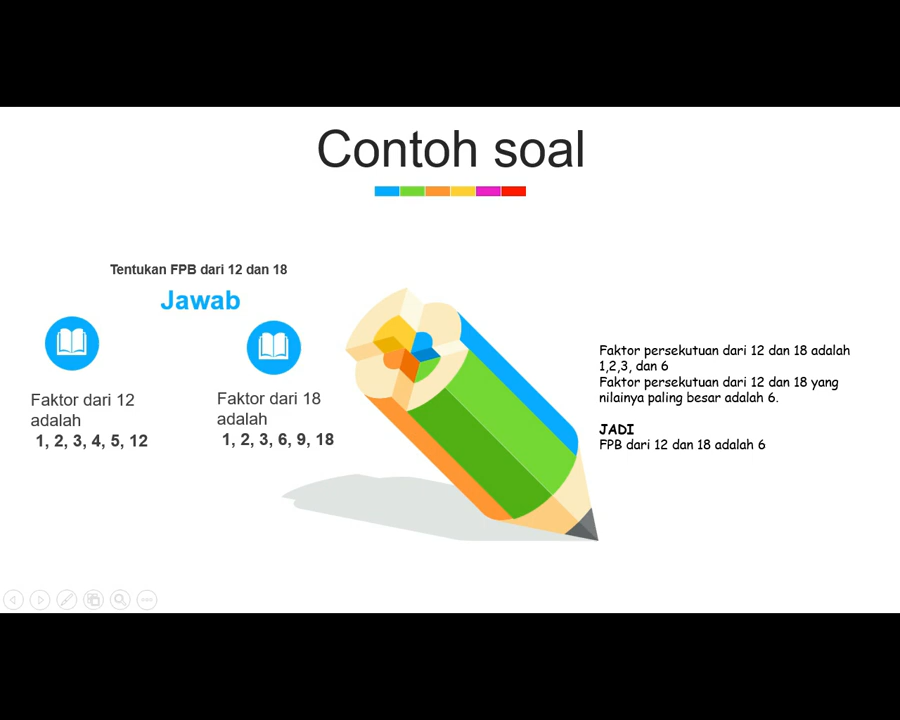 Contoh soal
Tentukan FPB dari 12 dan 18
Jawab
Faktor dari 12
adalah
1, 2, 3, 4, 5, 12
Faktor dari 18
adalah
1, 2, 3, 6, 9, 18
Faktor persekutuan dari 12 dan 18 adalah
1,2,3, dan 6
Faktor persekutuan dari 12 dan 18 yang
nilainya paling besar adalah 6.
JADI
FPB dari 12 dan 18 adalah 6